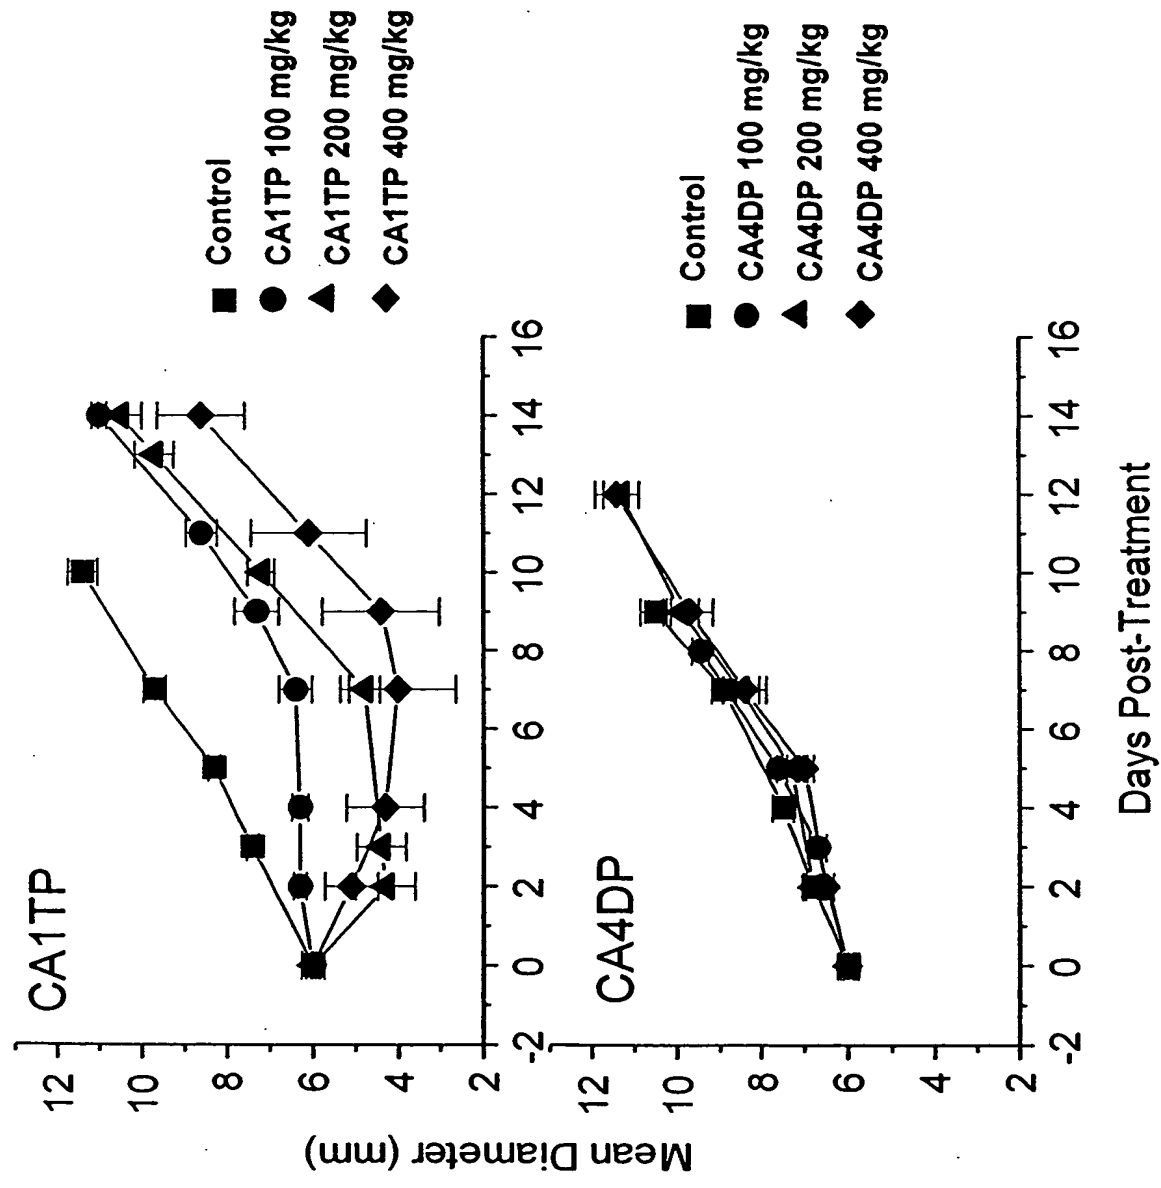 CA1TP
12
10
8
6
4
2
-2
0
2
4
6
8
10
12
14
16
Control
CA1TP 100 mg/kg
CA1TP 200 mg/kg
CA1TP 400 mg/kg
Mean Diameter (mm)
CA4DP
12
10
8
6
4
2
-2
0
2
4
6
8
10
12
14
16
Control
CA4DP 100 mg/kg
CA4DP 200 mg/kg
CA4DP 400 mg/kg
Days Post-Treatment